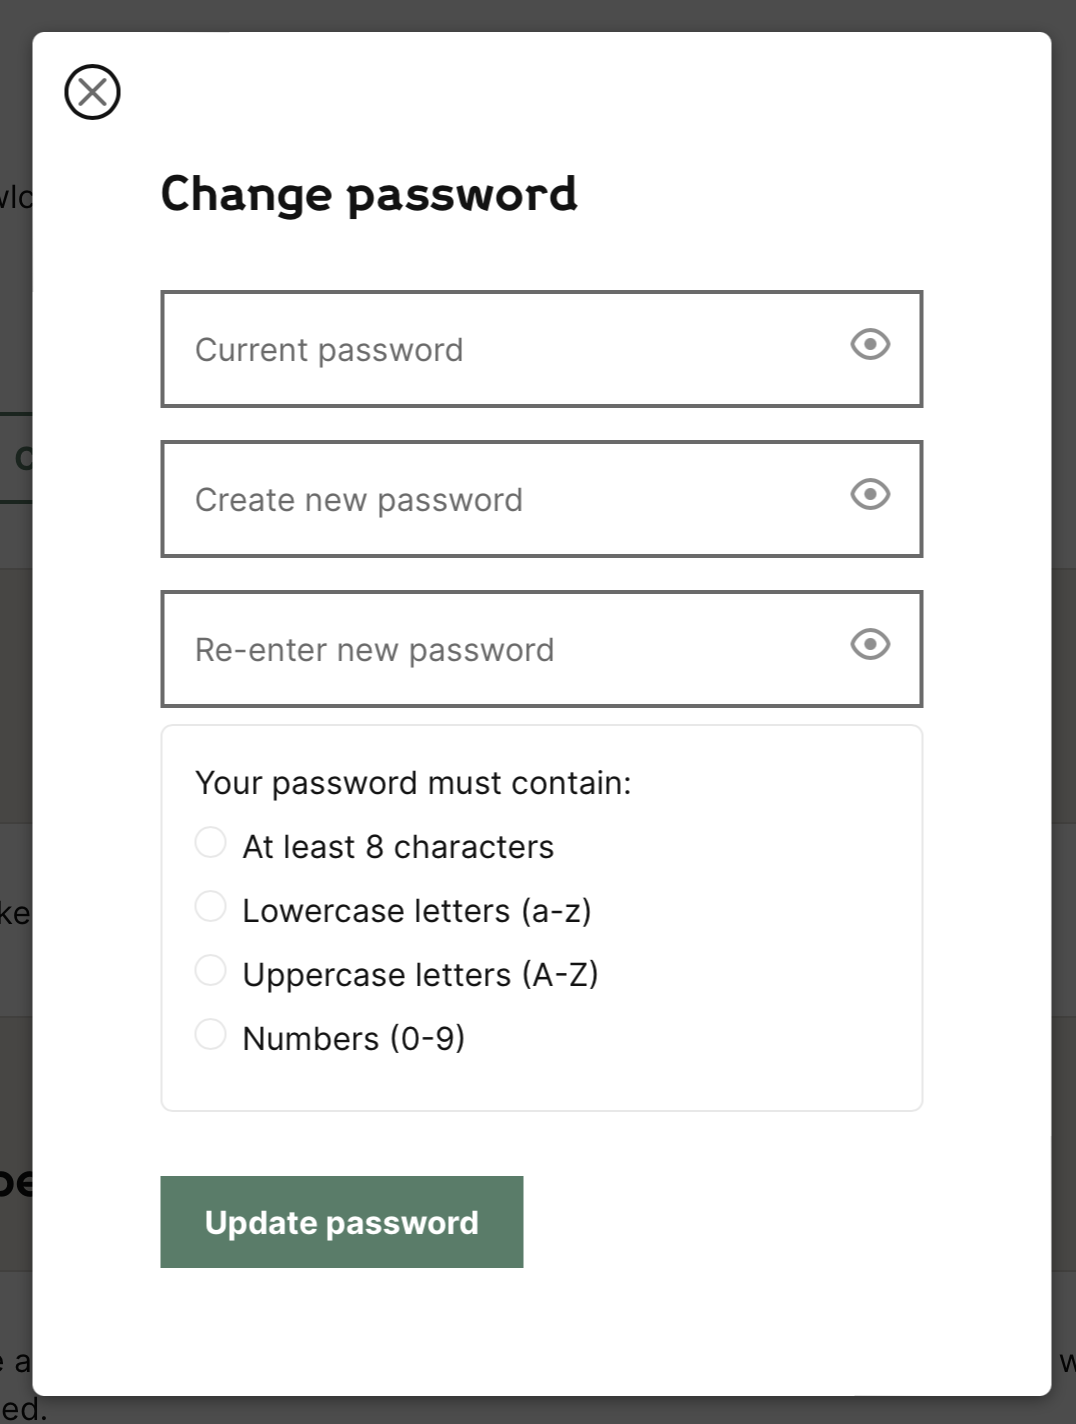 Change password
Current password
Create new password
Re-enter new password
Your password must contain:
At least 8 characters
Lowercase letters (a-z)
Uppercase letters (A-Z)
Numbers (0-9)
Update password
ed.